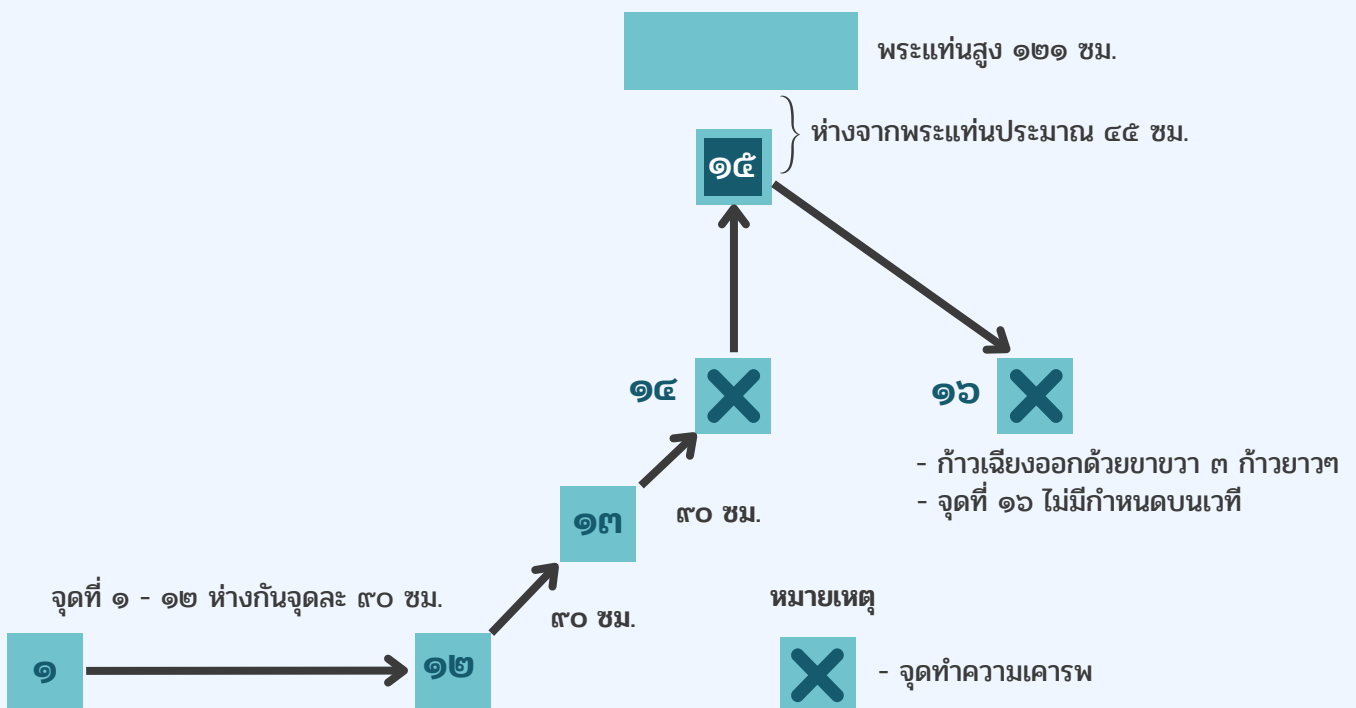 พระแท่นสูง ๑๒๑ ซม.
ห่างจากพระแท่นประมาณ ๔๕ ซม.
๑๕
๑๔
๑๖
- ก้าวเฉียงออกด้วยขาขวา ๓ ก้าวยาวๆ
- จุดที่ ๑๖ ไม่มีกำหนดบนเวที
๑๓
๙๐ ซม.
จุดที่ ๑ - ๑๒ ห่างกันจุดละ ๙๐ ซม.
๙๐ ซม.
หมายเหตุ
๑
๑๒
- จุดทำความเคารพ